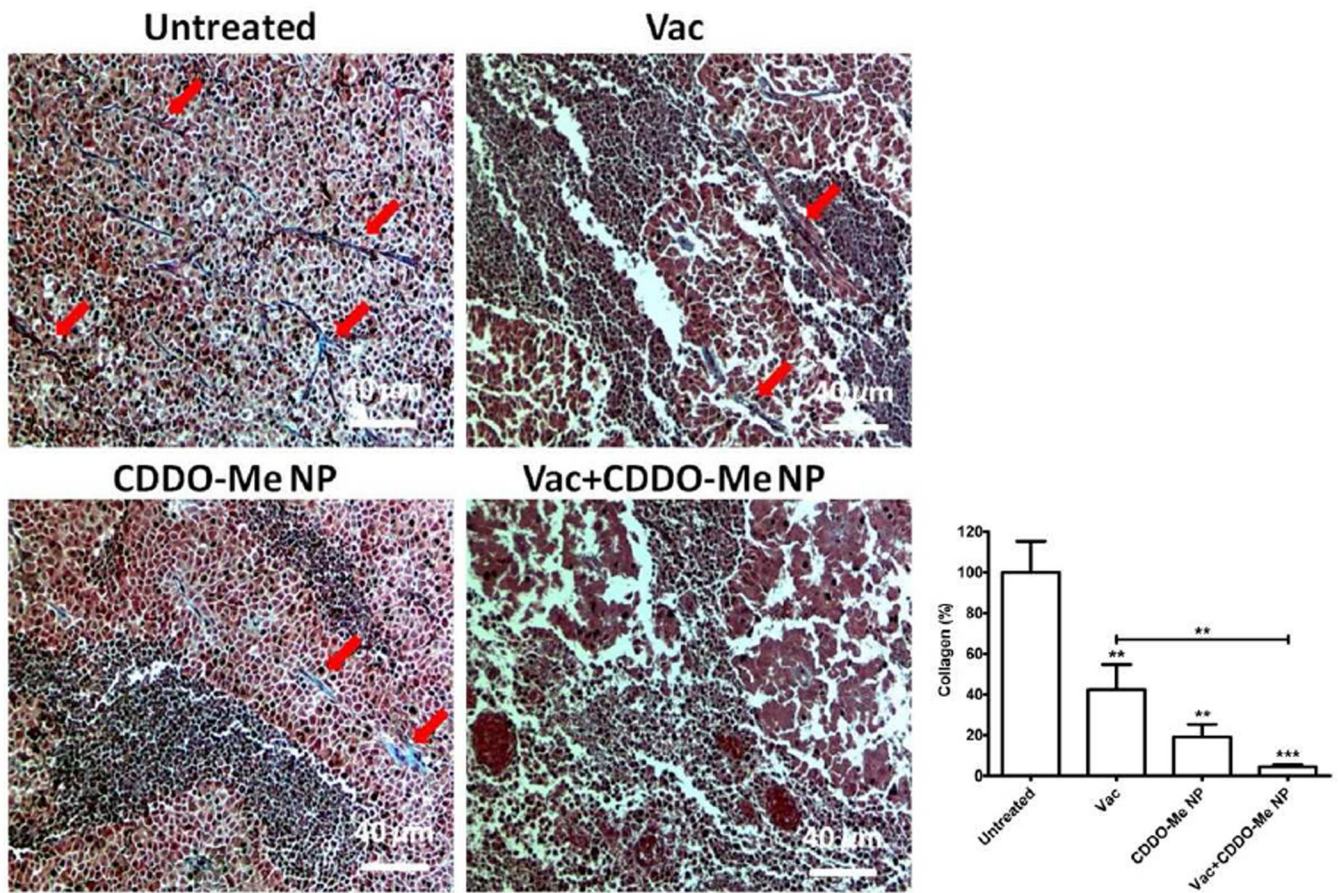 Untreated
Vac
40 μm
40 μm
CDDO-Me NP
Vac+CDDO-Me NP
40 μm
40 μm
120
100
80
60
40
20
0
Collagen (%)
**
**
**
***
Untreated
Vac
CDDO-Me NP
Vac+CDDO-Me NP